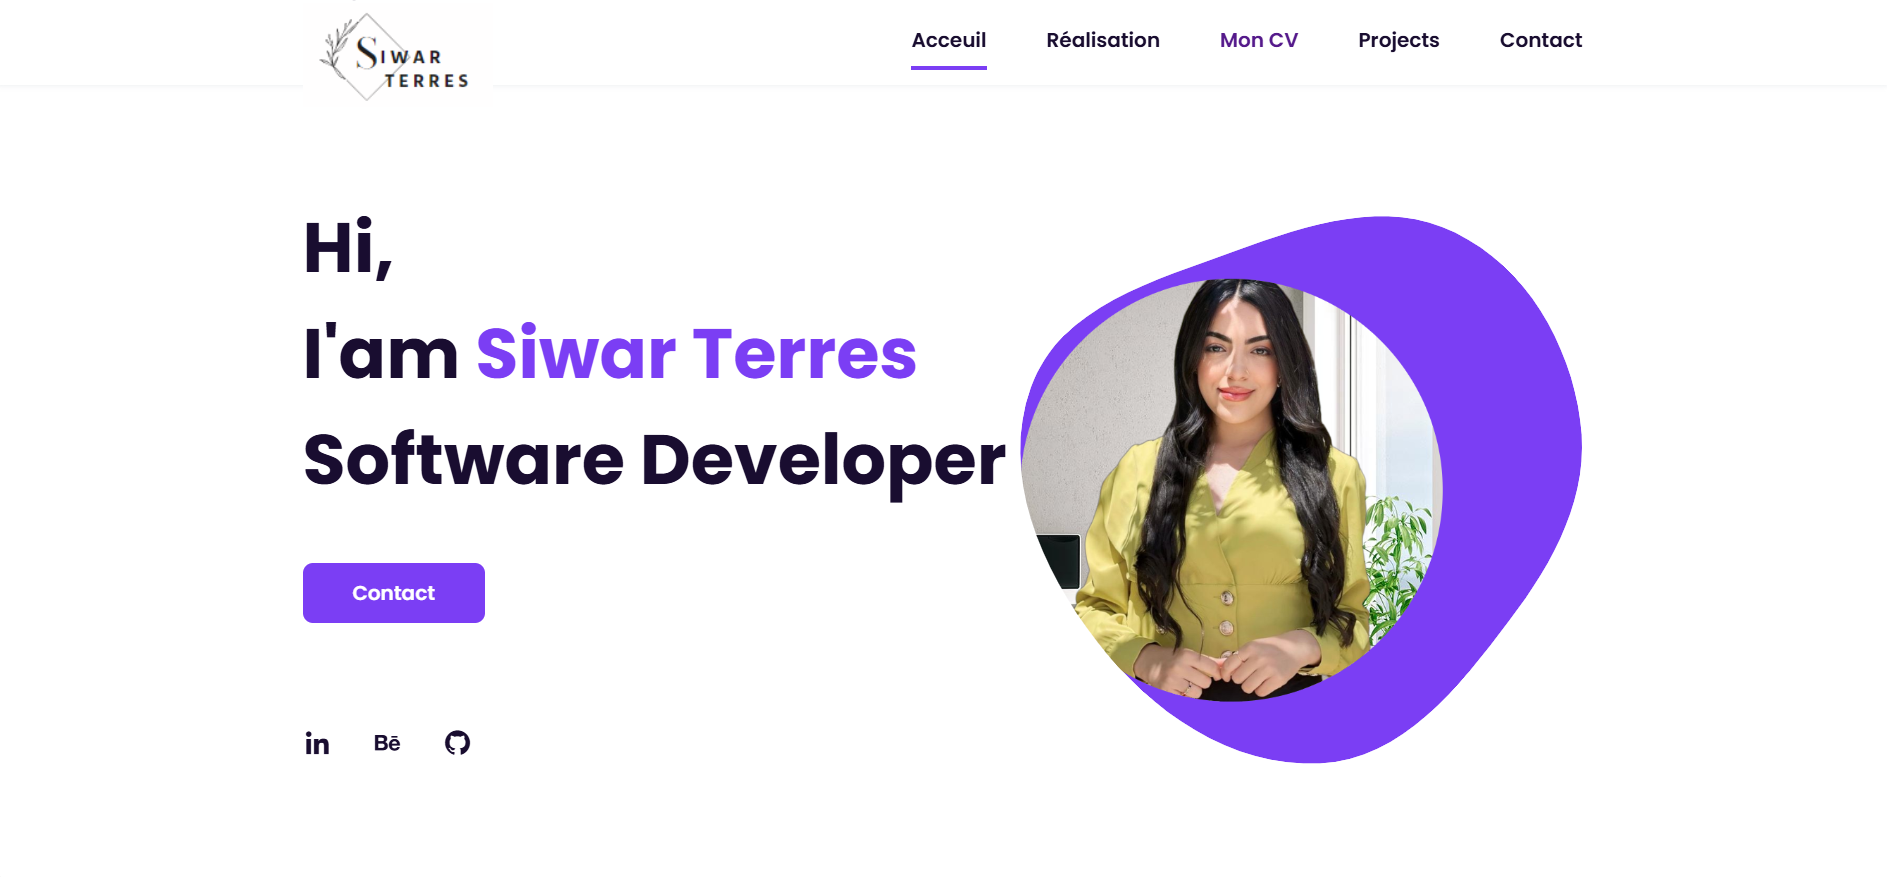 SIWAR
TERRES
Acceuil
Réalisation
Mon CV
Projects
Contact
Hi,
I'am Siwar Terres
Software Developer
Contact
in
Bē